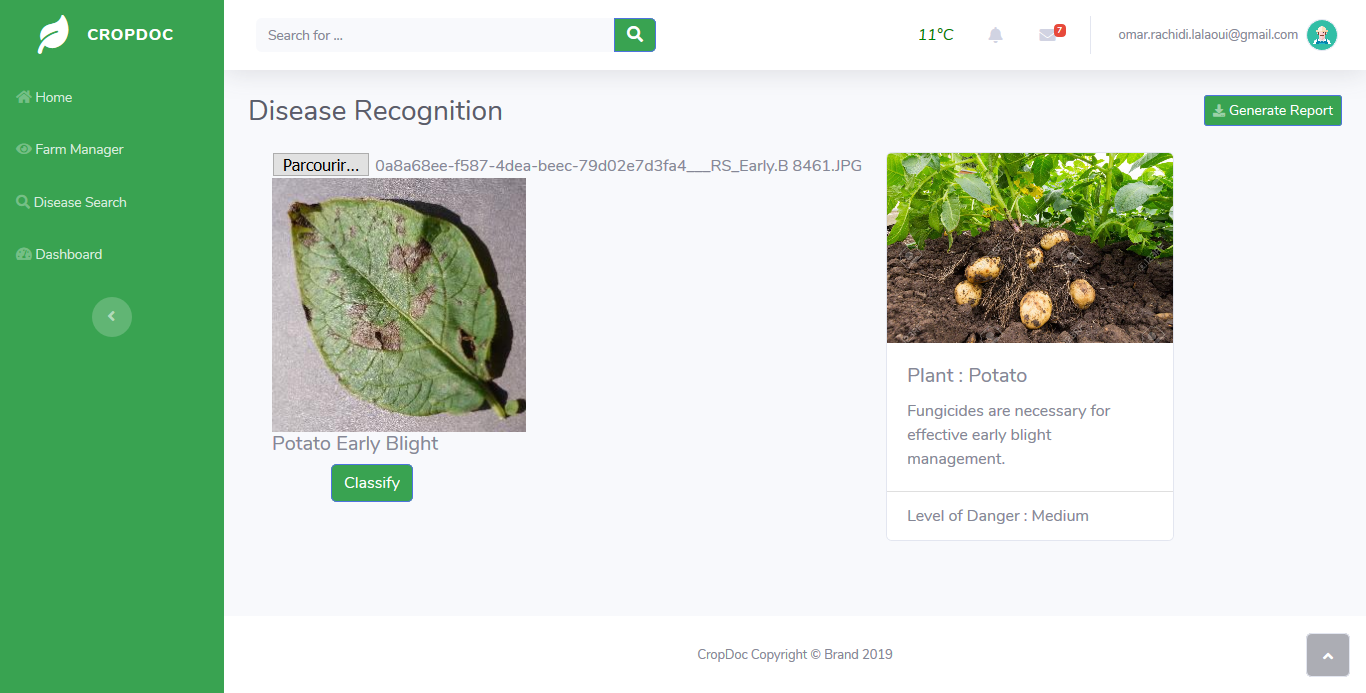 CROPDOC
Home
Farm Manager
Disease Search
Dashboard
Search for ...
11°C
7
omar.rachidi.lalaoui@gmail.com
Disease Recognition
Generate Report
Parcourir... 0a8a68ee-f587-4dea-beec-79d02e7d3fa4___RS_Early.B 8461.JPG
Potato Early Blight
Classify
Plant : Potato
Fungicides are necessary for
effective early blight
management.
Level of Danger : Medium
CropDoc Copyright © Brand 2019